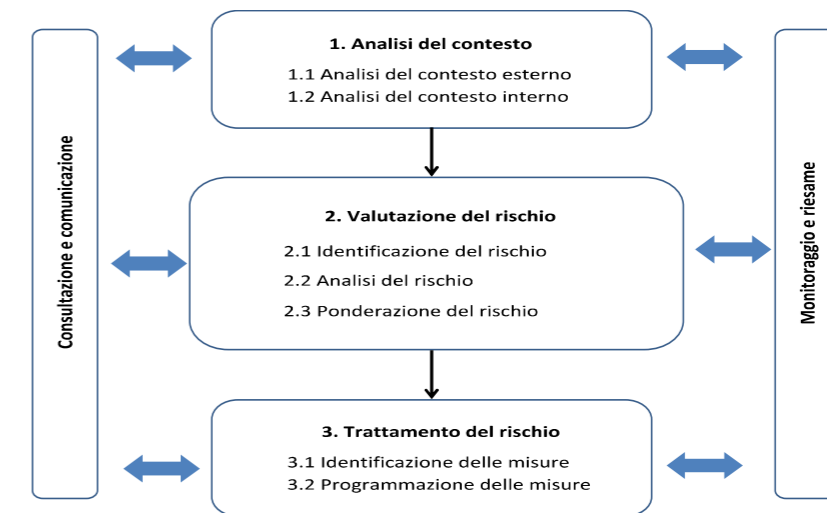 Consultazione e comunicazione
1. Analisi del contesto
1.1 Analisi del contesto esterno
1.2 Analisi del contesto interno
2. Valutazione del rischio
2.1 Identificazione del rischio
2.2 Analisi del rischio
2.3 Ponderazione del rischio
3. Trattamento del rischio
3.1 Identificazione delle misure
3.2 Programmazione delle misure
Monitoraggio e riesame